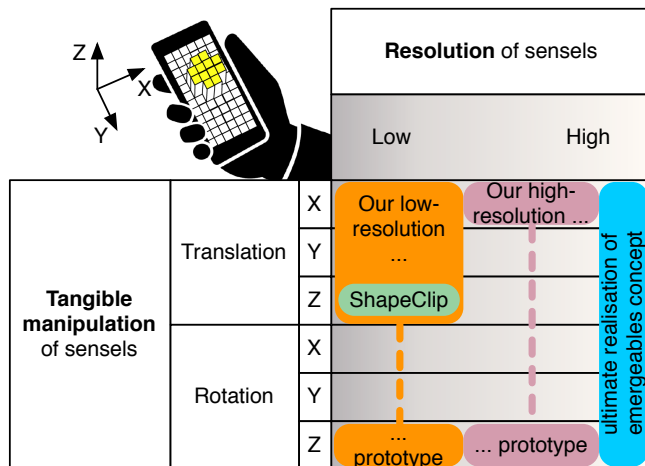 Z
X
Y
Resolution of sensels
Low High
Tangible
manipulation
of sensels
Translation
X
Y
Z
Rotation
X
Y
Z
Our low-
resolution
...
ShapeClip
...
prototype
Our high-
resolution ...
... prototype
ultimate realisation of
emergeables concept